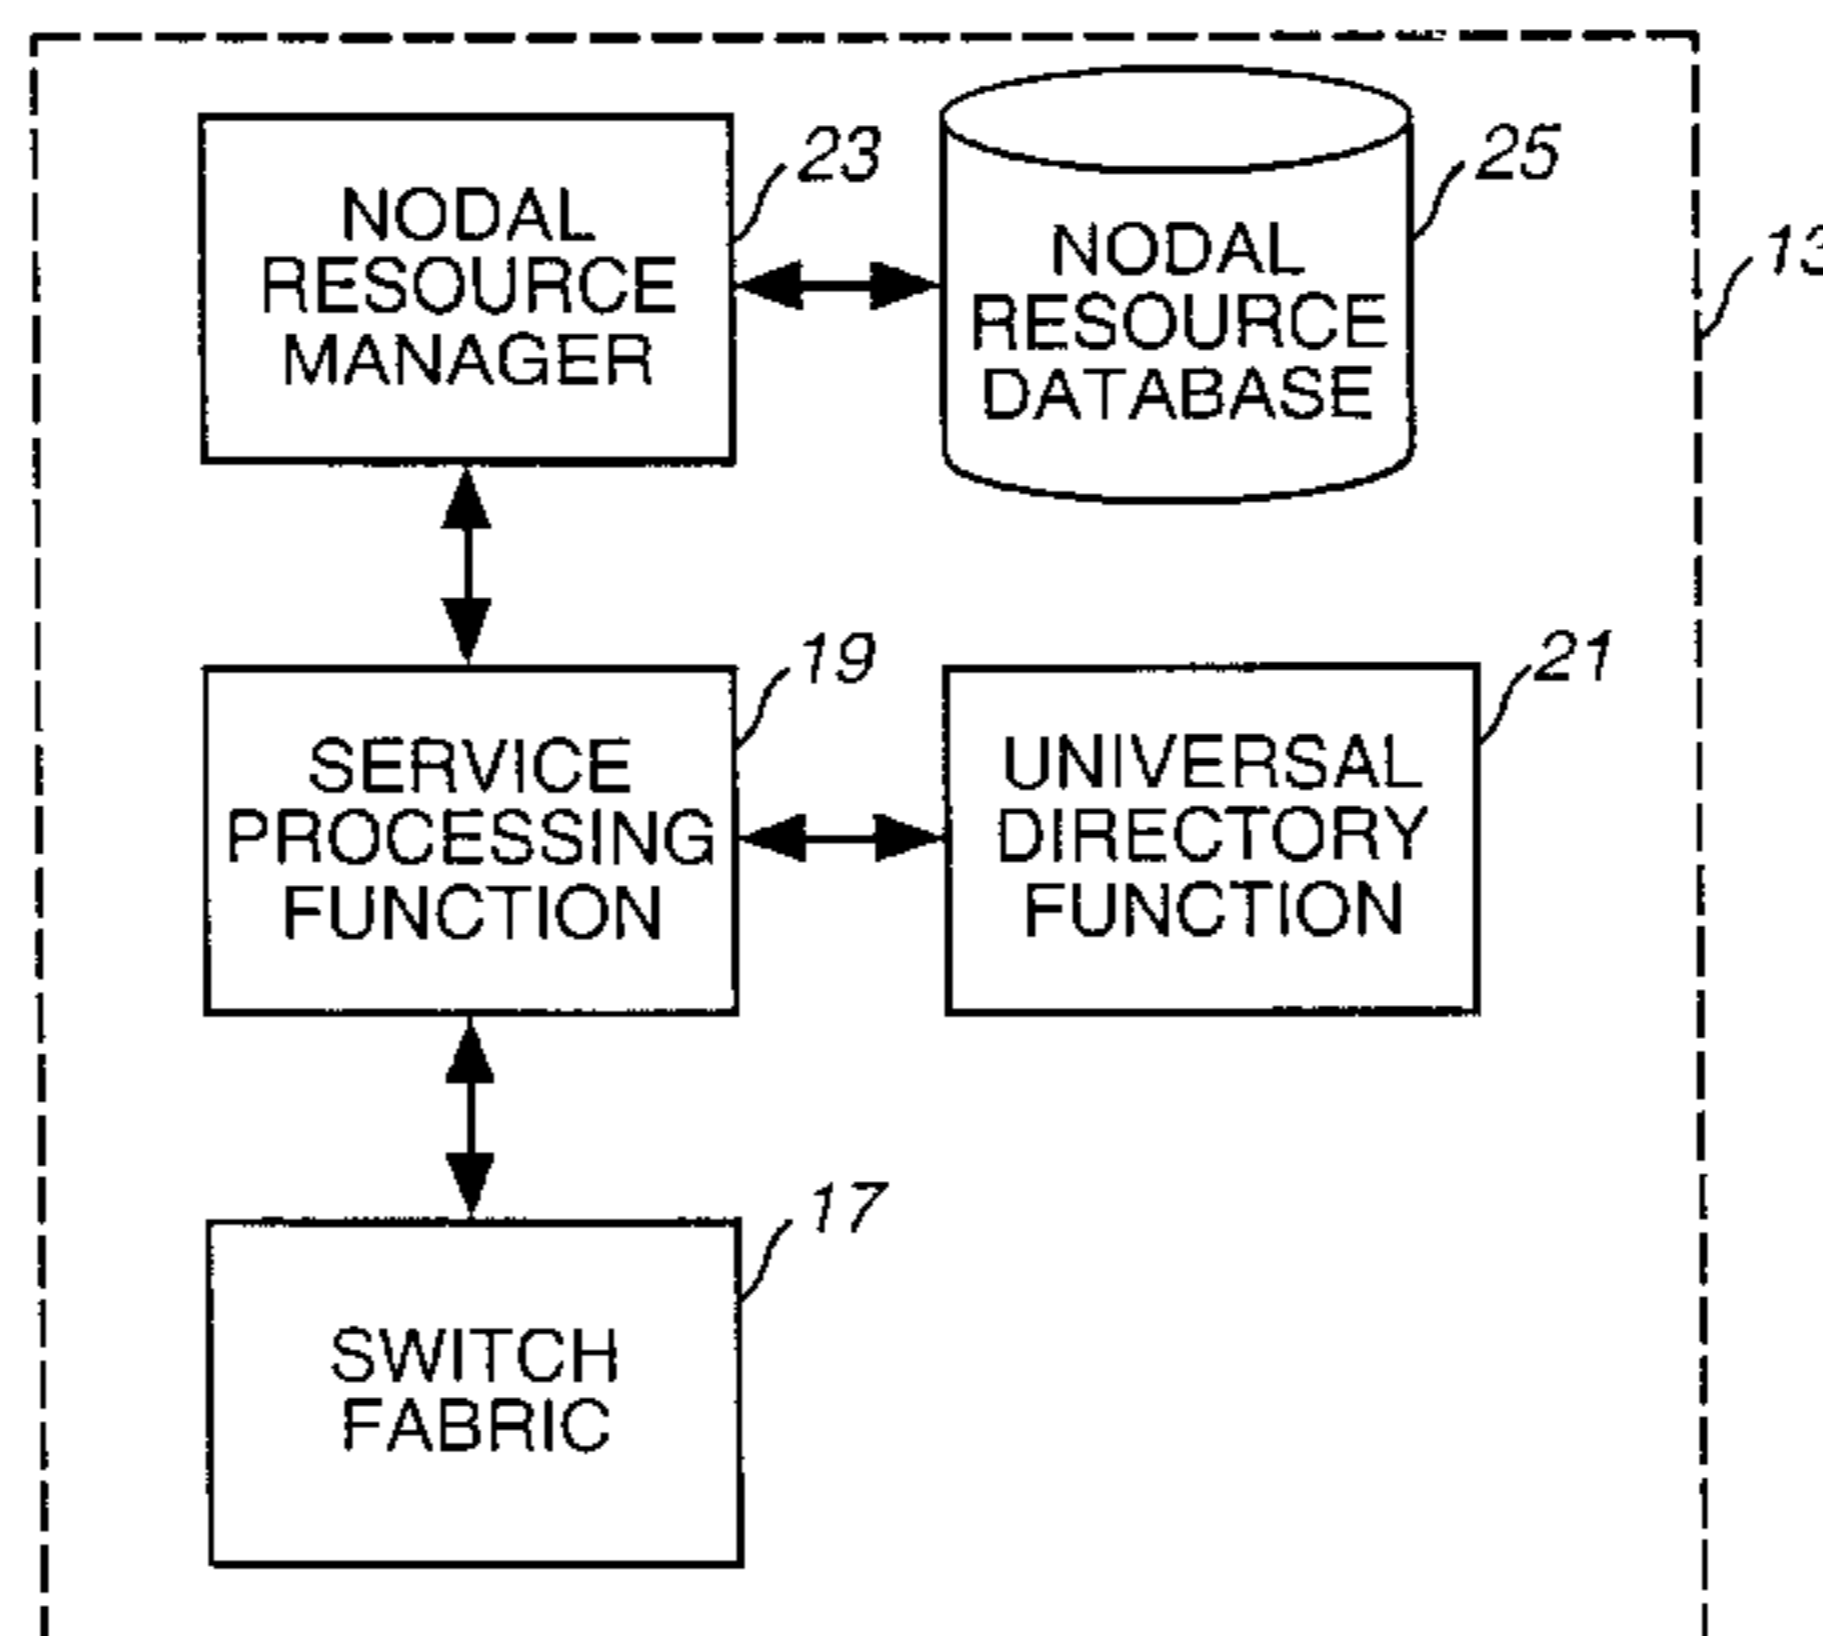 23
NODAL
RESOURCE
MANAGER
25
NODAL
RESOURCE
DATABASE
13
19
SERVICE
PROCESSING
FUNCTION
21
UNIVERSAL
DIRECTORY
FUNCTION
17
SWITCH
FABRIC